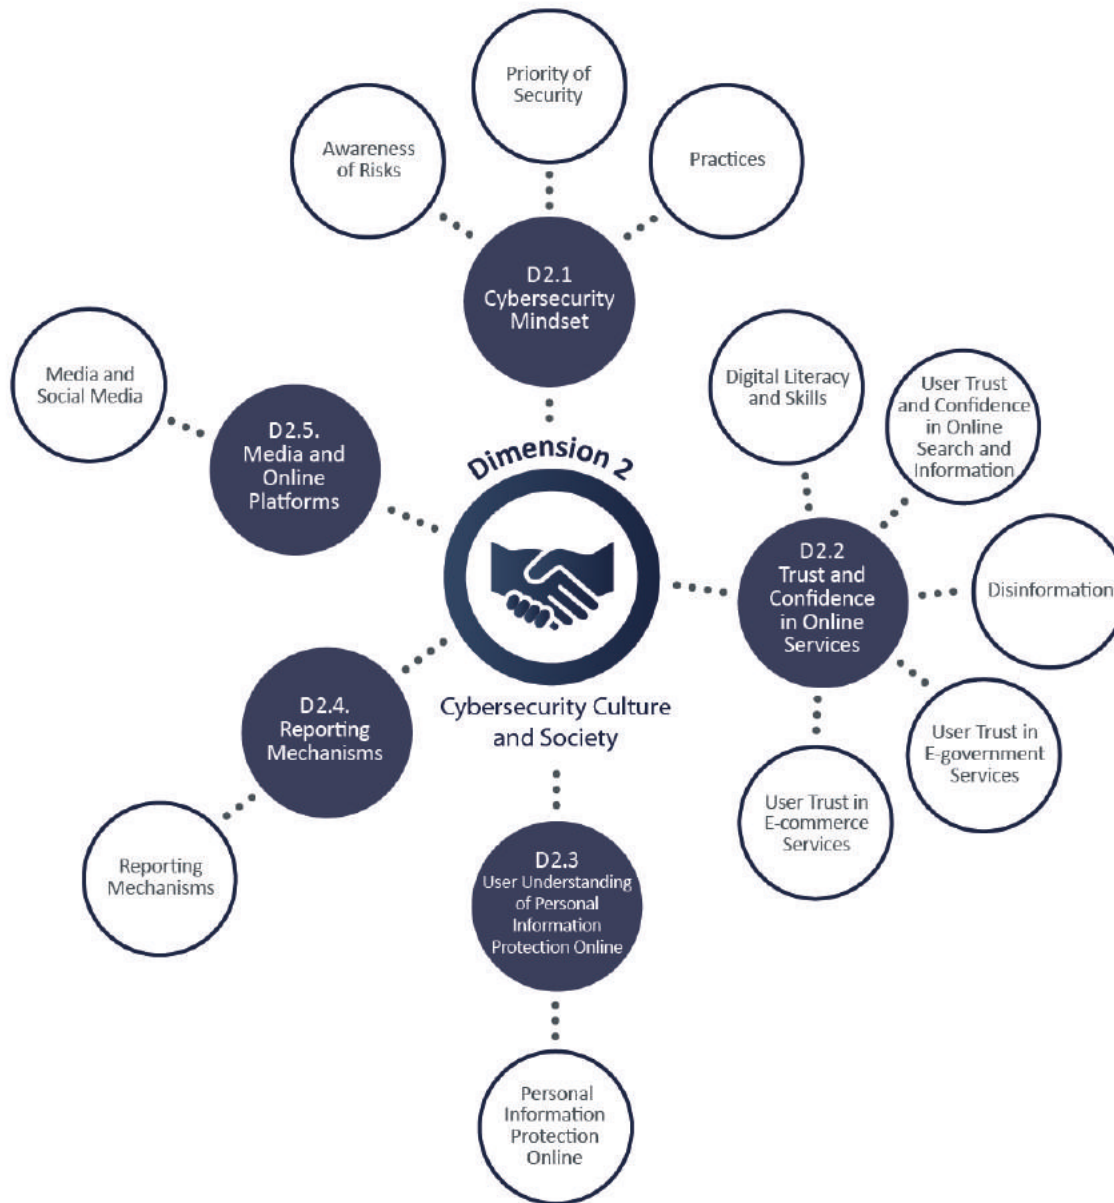 Priority of
Security
Awareness
of Risks
Practices
D2.1
Cybersecurity
Mindset
Media and
Social Media
D2.5.
Media and
Online
Platforms
Digital Literacy
and Skills
User Trust
and Confidence
in Online
Search and
Information
Dimension 2
D2.2
Trust and
Confidence
in Online
Services
Disinformation
D2.4.
Reporting
Mechanisms
Cybersecurity Culture
and Society
User Trust in
E-government
Services
User Trust in
E-commerce
Services
Reporting
Mechanisms
D2.3
User Understanding
of Personal
Information
Protection Online
Personal
Information
Protection
Online